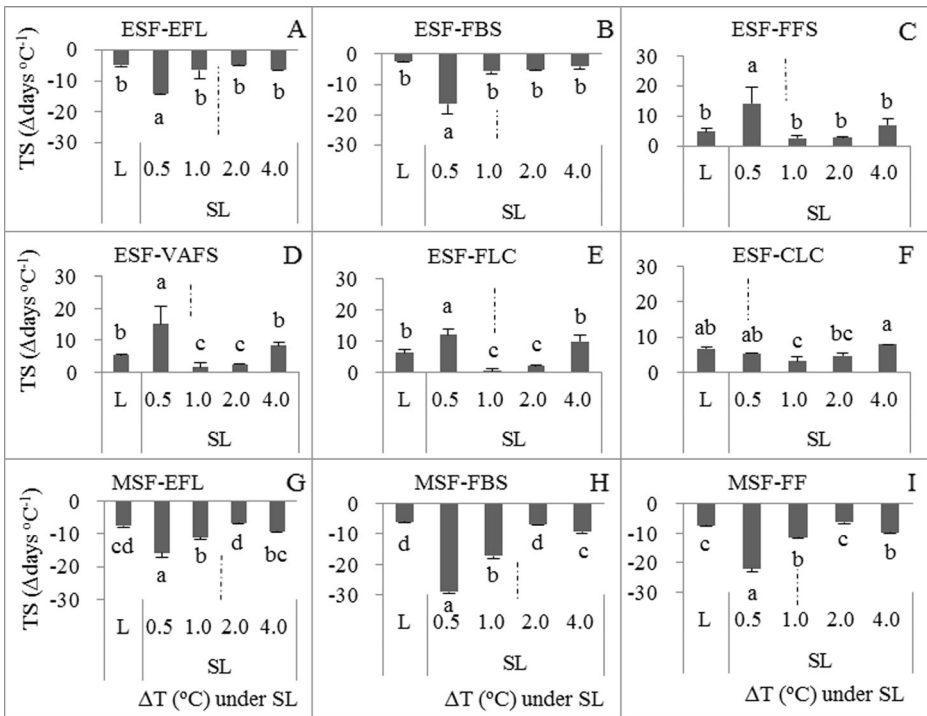 ESF-EFL A
ESF-FBS B
ESF-FFS C
TS (Δdays ºC-1)
0
-10
-20
-30
b a b b b
L 0.5 1.0 2.0 4.0
SL
0
-10
-20
-30
b a b b b
L 0.5 1.0 2.0 4.0
SL
30
20
10
0
b a b b b
L 0.5 1.0 2.0 4.0
SL
ESF-VAFS D
ESF-FLC E
ESF-CLC F
TS (Δdays ºC-1)
30
20
10
0
b a c c b
L 0.5 1.0 2.0 4.0
SL
30
20
10
0
b a c c b
L 0.5 1.0 2.0 4.0
SL
30
20
10
0
ab ab c bc a
L 0.5 1.0 2.0 4.0
SL
MSF-EFL G
MSF-FBS H
MSF-FF I
TS (Δdays ºC-1)
0
-10
-20
-30
cd a b d bc
L 0.5 1.0 2.0 4.0
SL
0
-10
-20
-30
d a b d c
L 0.5 1.0 2.0 4.0
SL
0
-10
-20
-30
c a b c b
L 0.5 1.0 2.0 4.0
SL
ΔT (ºC) under SL
ΔT (ºC) under SL
ΔT (ºC) under SL